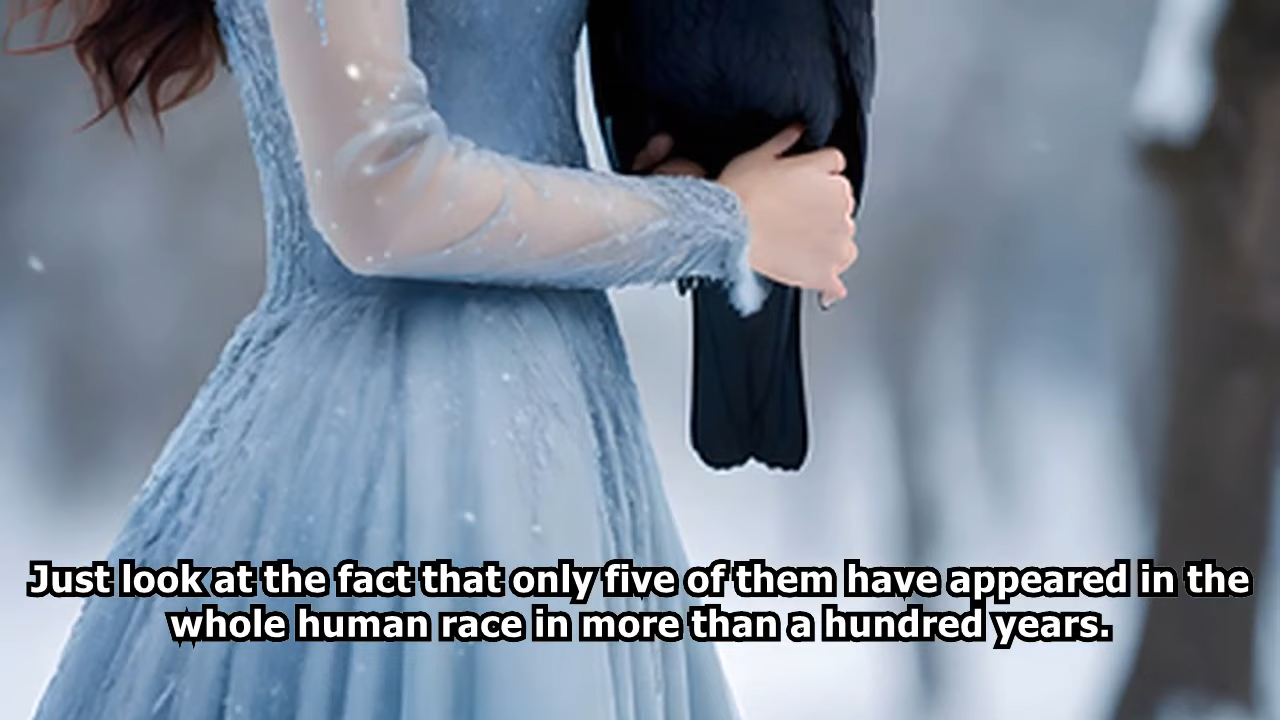 Just look at the fact that only five of them have appeared in the
whole human race in more than a hundred years.